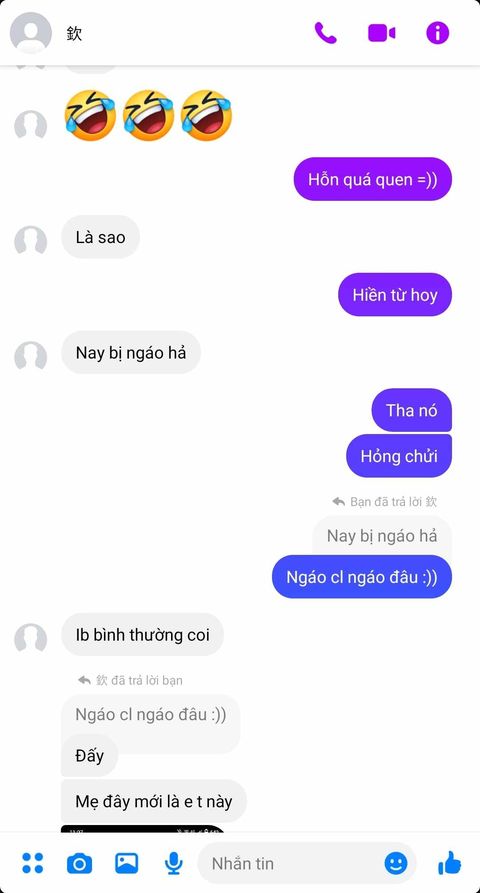 欽
Hỗn quá quen =))
Là sao
Hiền từ hoy
Nay bị ngáo hả
Tha nó
Hỏng chửi
Bạn đã trả lời 欽
Nay bị ngáo hả
Ngáo cl ngáo đâu :))
Ib bình thường coi
欽 đã trả lời bạn
Ngáo cl ngáo đâu :))
Đấy
Mẹ đây mới là e t này
Nhắn tin